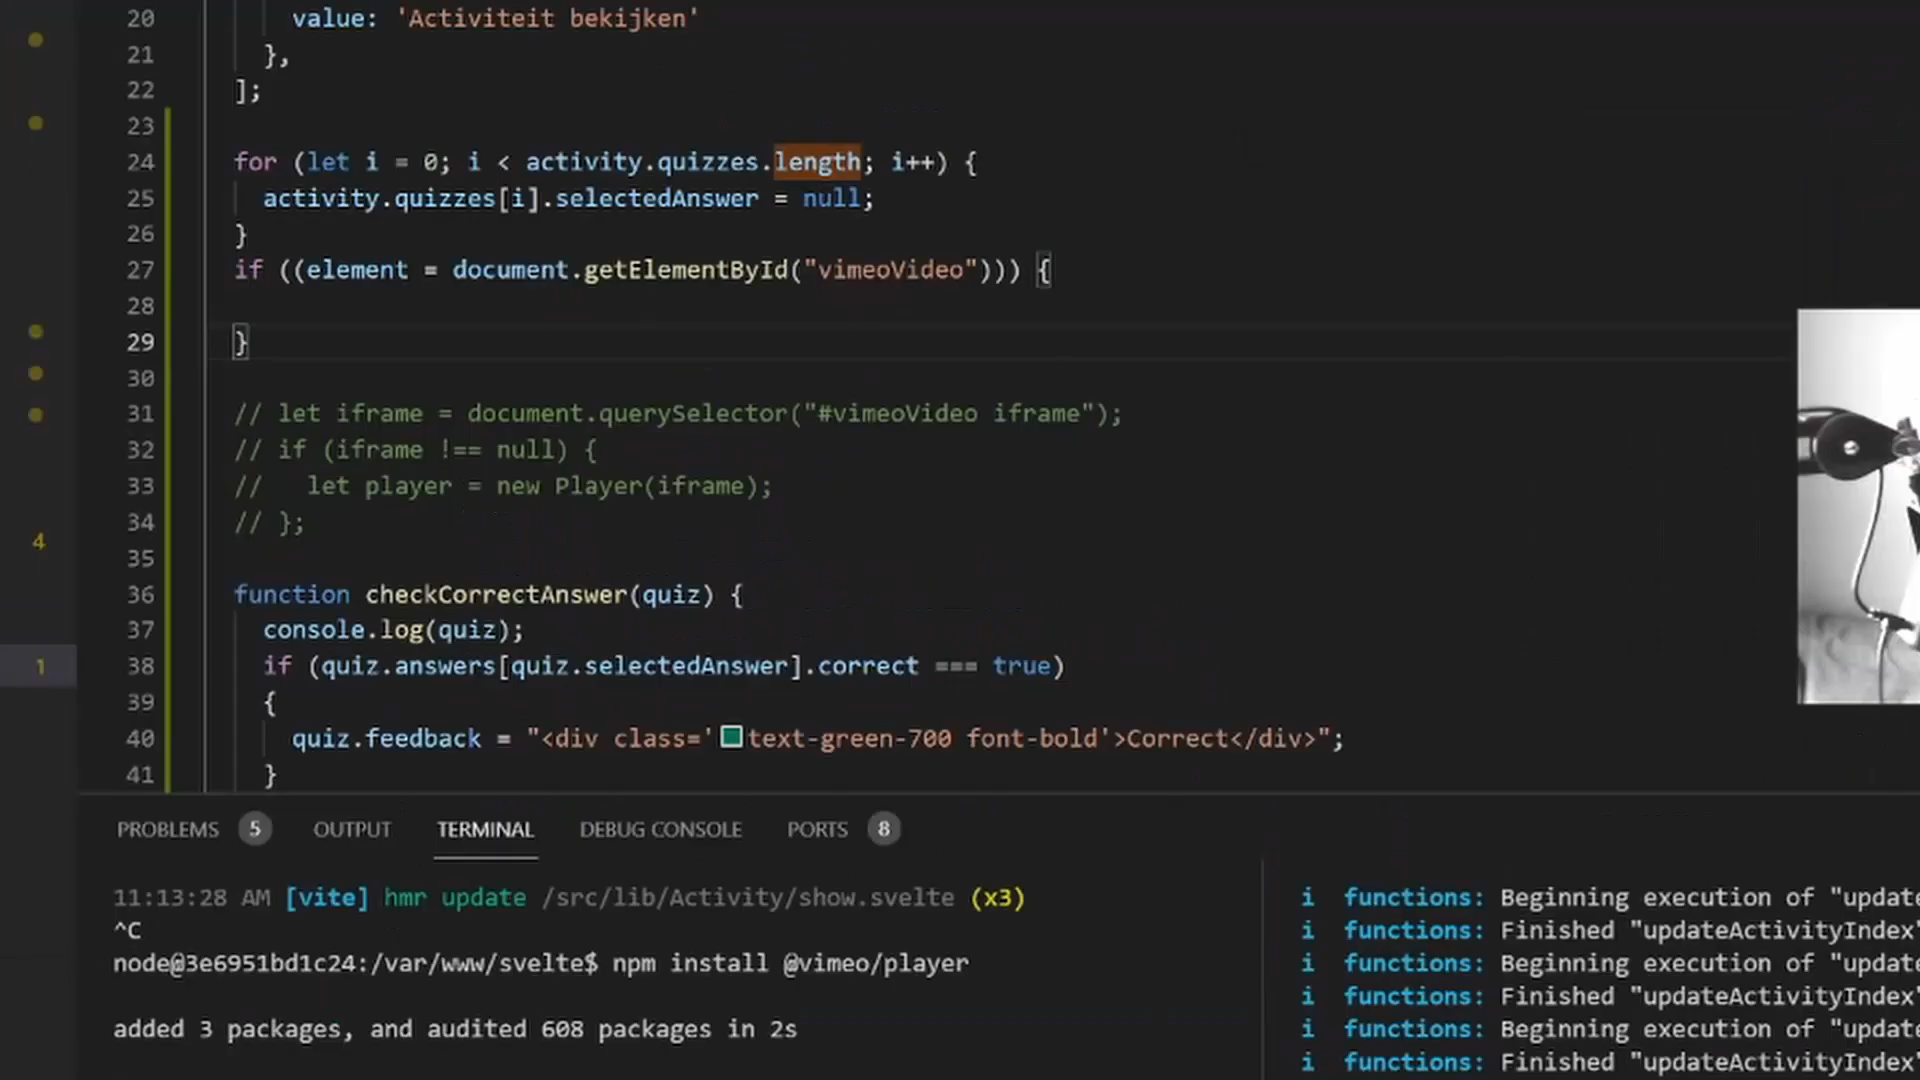 20 value: 'Activiteit bekijken'
21 },
22 ];
23
24 for (let i = 0; i < activity.quizzes.length; i++) {
25 activity.quizzes[i].selectedAnswer = null;
26 }
27 if ((element = document.getElementById("vimeoVideo"))) {
28
29 }
30
31 // let iframe = document.querySelector("#vimeoVideo iframe");
32 // if (iframe !== null) {
33 //   let player = new Player(iframe);
34 // };
35
4
36 function checkCorrectAnswer(quiz) {
37 console.log(quiz);
1
38 if (quiz.answers[quiz.selectedAnswer].correct === true)
39 {
40 quiz.feedback = "<div class='text-green-700 font-bold'>Correct</div>";
41 }
PROBLEMS 5 OUTPUT TERMINAL DEBUG CONSOLE PORTS 8
11:13:28 AM [vite] hmr update /src/lib/Activity/show.svelte (x3)
^C
node@3e6951bd1c24:/var/www/svelte$ npm install @vimeo/player
added 3 packages, and audited 608 packages in 2s
i functions: Beginning execution of "update
i functions: Finished "updateActivityIndex"
i functions: Beginning execution of "update
i functions: Finished "updateActivityIndex"
i functions: Beginning execution of "update
i functions: Finished "updateActivityIndex"